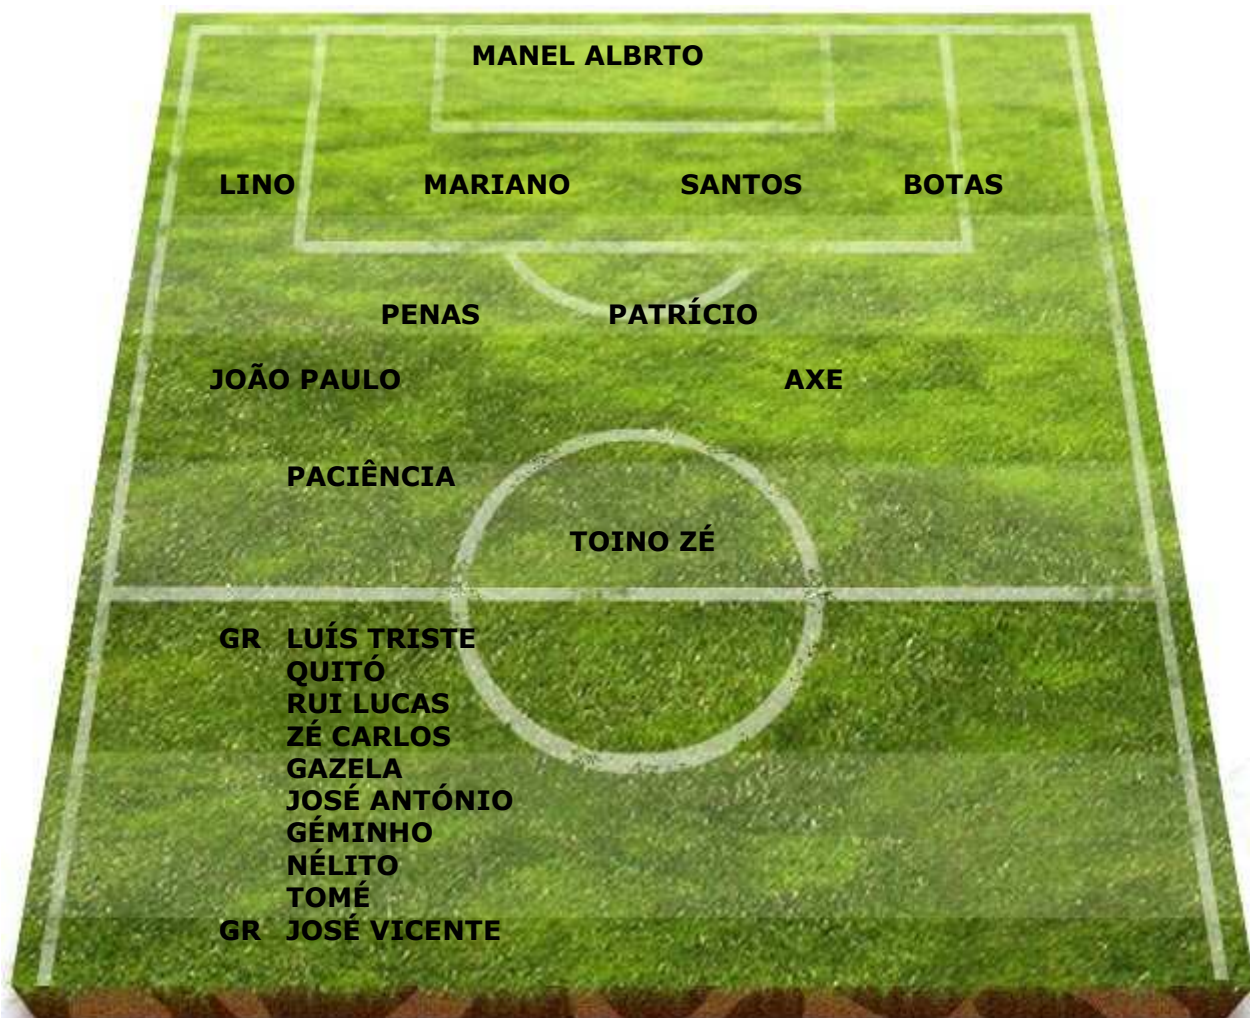 MANEL ALBRTO
LINO MARIANO SANTOS BOTAS
PENAS PATRÍCIO
JOÃO PAULO AXE
PACIÊNCIA
TOINO ZÉ
GR LUÍS TRISTE
QUITÓ
RUI LUCAS
ZÉ CARLOS
GAZELA
JOSÉ ANTÓNIO
GÉMINHO
NÉLITO
TOMÉ
GR JOSÉ VICENTE